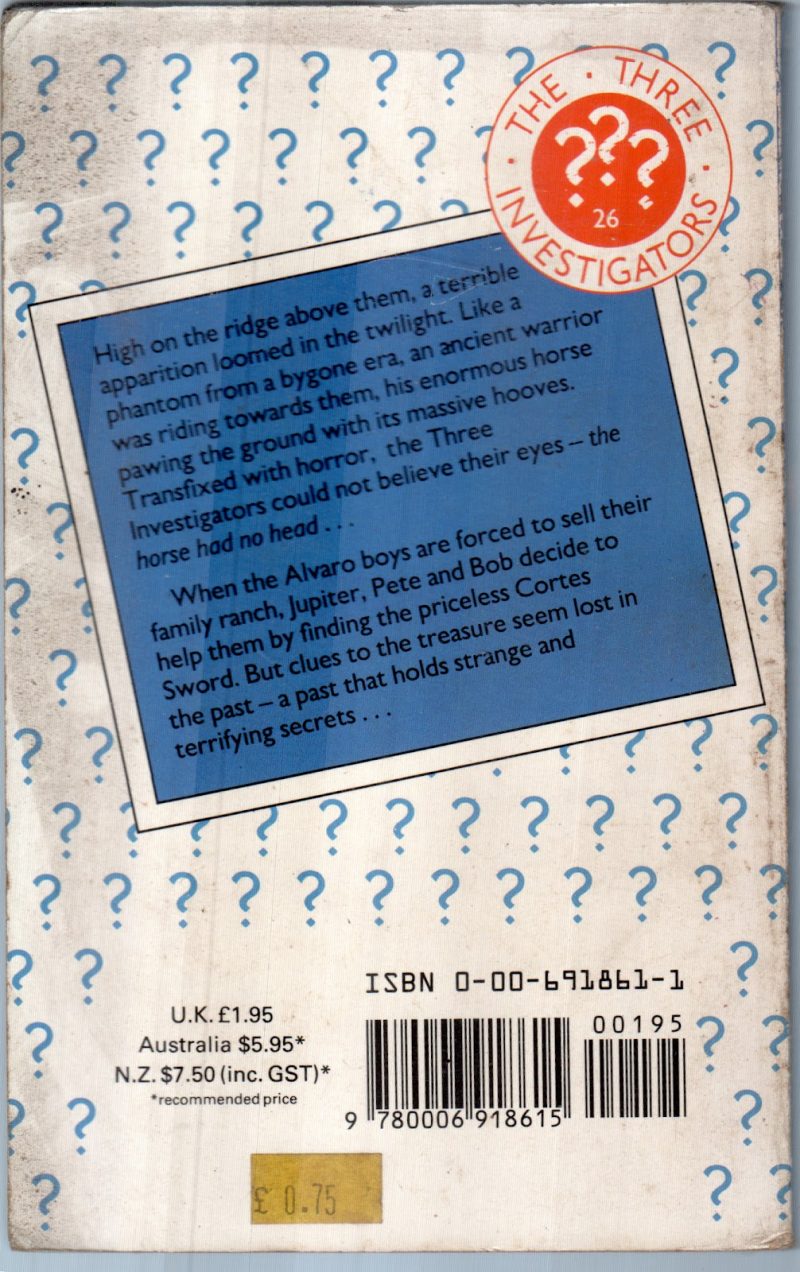 THE · THREE
· INVESTIGATORS ·
???
26
High on the ridge above them, a terrible
apparition loomed in the twilight. Like a
phantom from a bygone era, an ancient warrior
was riding towards them, his enormous horse
pawing the ground with its massive hooves.
Transfixed with horror, the Three
Investigators could not believe their eyes – the
horse had no head . . .
When the Alvaro boys are forced to sell their
family ranch, Jupiter, Pete and Bob decide to
help them by finding the priceless Cortes
Sword. But clues to the treasure seem lost in
the past – a past that holds strange and
terrifying secrets . . .
ISBN 0-00-691861-1
U.K. £1.95
Australia $5.95*
N.Z. $7.50 (inc. GST)*
*recommended price
00195
9 780006 918615
£ 0.75